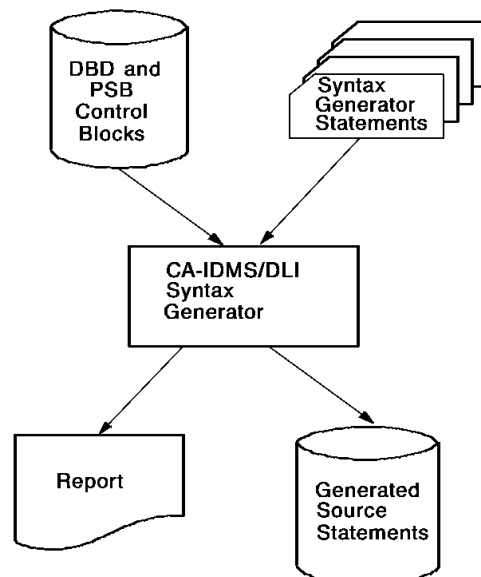 DBD and
PSB
Control
Blocks
Syntax
Generator
Statements
CA-IDMS/DLI
Syntax
Generator
Report
Generated
Source
Statements